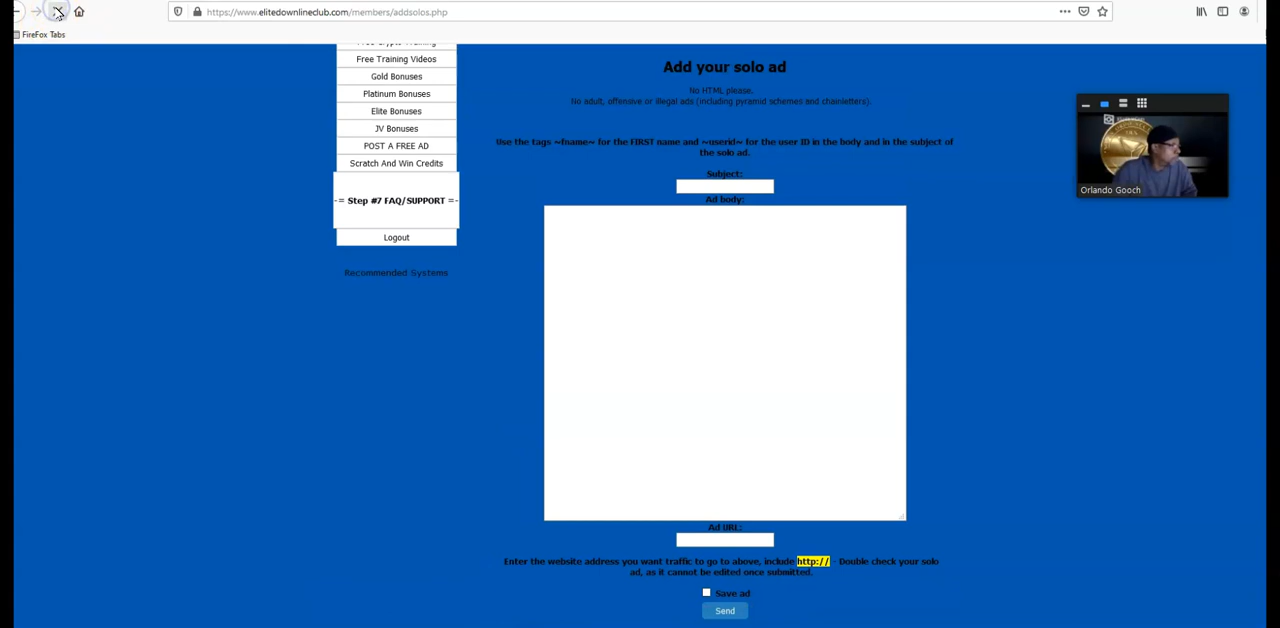 https://www.elitedownlineclub.com/members/addsolos.php
FireFox Tabs
Free Crypto Training
Free Training Videos
Gold Bonuses
Platinum Bonuses
Elite Bonuses
JV Bonuses
POST A FREE AD
Scratch And Win Credits
-= Step #7 FAQ/SUPPORT =-
Logout
Recommended Systems
Add your solo ad
No HTML please.
No adult, offensive or illegal ads (including pyramid schemes and chainletters).
Use the tags ~fname~ for the FIRST name and ~userid~ for the user ID in the body and in the subject of
the solo ad.
Subject:
Ad body:
Ad URL:
Enter the website address you want traffic to go to above, include http:// Double check your solo
ad, as it cannot be edited once submitted.
Save ad
Send
Orlando Gooch